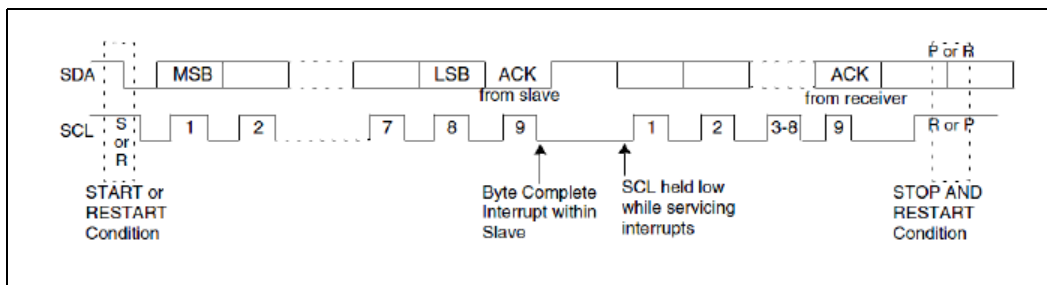 P or R
SDA MSB LSB ACK ACK
from slave from receiver
SCL S or R 1 2 7 8 9 1 2 3-8 9 R or P
START or
RESTART
Condition
Byte Complete
Interrupt within
Slave
SCL held low
while servicing
interrupts
STOP AND
RESTART
Condition